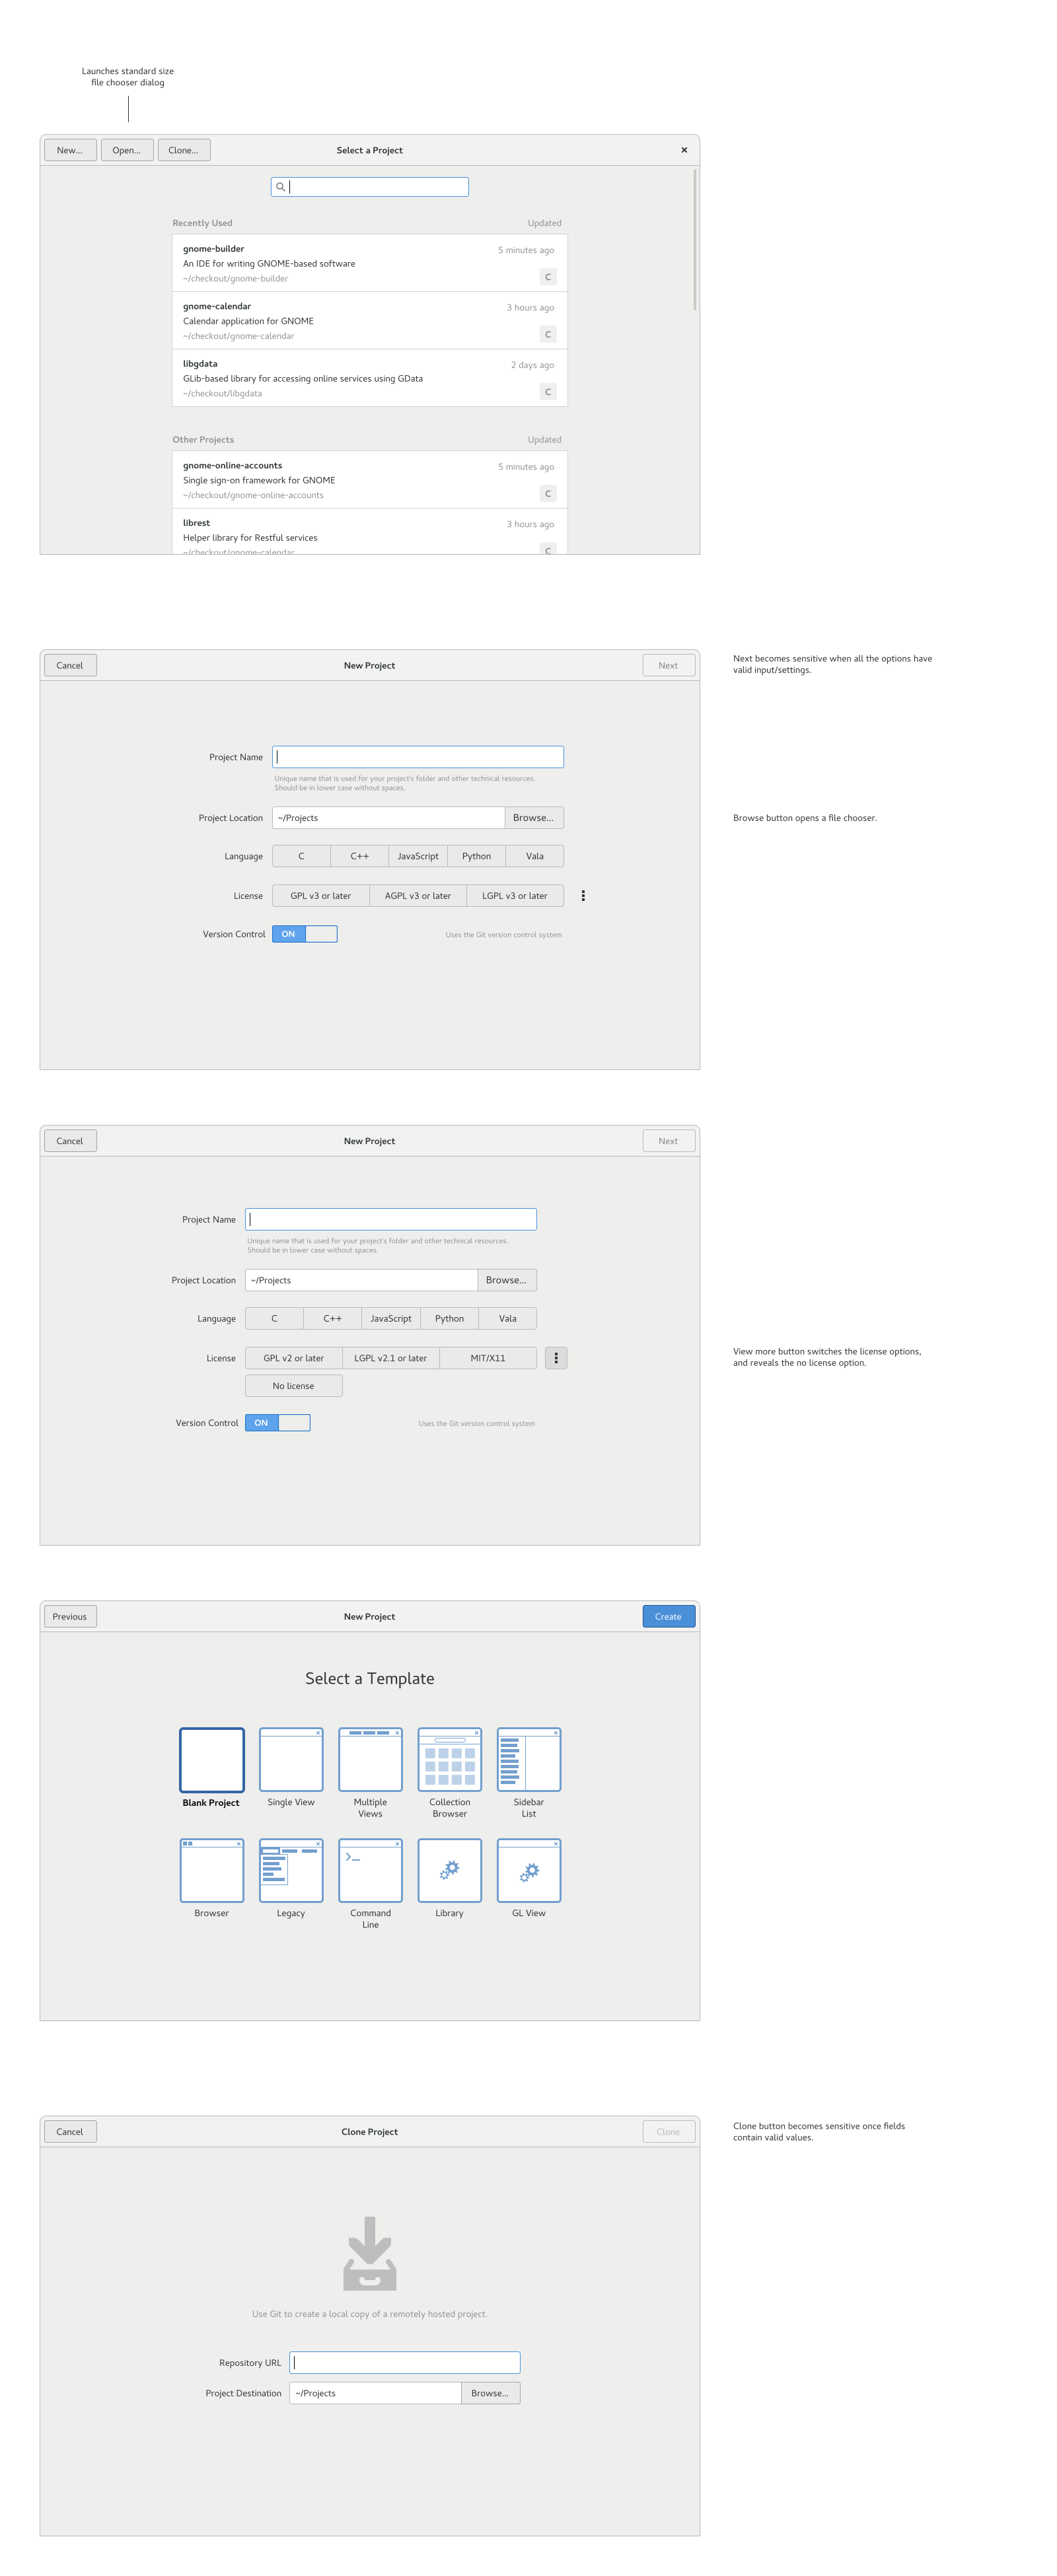 Launches standard size
file chooser dialog
New... Open... Clone... Select a Project
Recently Used Updated
gnome-builder 5 minutes ago
An IDE for writing GNOME-based software
~/checkout/gnome-builder C
gnome-calendar 3 hours ago
Calendar application for GNOME
~/checkout/gnome-calendar C
libgdata 2 days ago
GLib-based library for accessing online services using GData
~/checkout/libgdata C
Other Projects Updated
gnome-online-accounts 5 minutes ago
Single sign-on framework for GNOME
~/checkout/gnome-online-accounts C
librest 3 hours ago
Helper library for Restful services
~/checkout/gnome-calendar C
Cancel New Project Next
Next becomes sensitive when all the options have
valid input/settings.
Project Name
Unique name that is used for your project's folder and other technical resources.
Should be in lower case without spaces.
Project Location ~/Projects Browse...
Browse button opens a file chooser.
Language C C++ JavaScript Python Vala
License GPL v3 or later AGPL v3 or later LGPL v3 or later
Version Control ON Uses the Git version control system
Cancel New Project Next
Project Name
Unique name that is used for your project's folder and other technical resources.
Should be in lower case without spaces.
Project Location ~/Projects Browse...
Language C C++ JavaScript Python Vala
License GPL v2 or later LGPL v2.1 or later MIT/X11
View more button switches the license options,
and reveals the no license option.
No license
Version Control ON Uses the Git version control system
Previous New Project Create
Select a Template
Blank Project Single View Multiple Collection Sidebar
Views Browser List
Browser Legacy Command Library GL View
Line
Cancel Clone Project Clone
Clone button becomes sensitive once fields
contain valid values.
Use Git to create a local copy of a remotely hosted project.
Repository URL
Project Destination ~/Projects Browse...